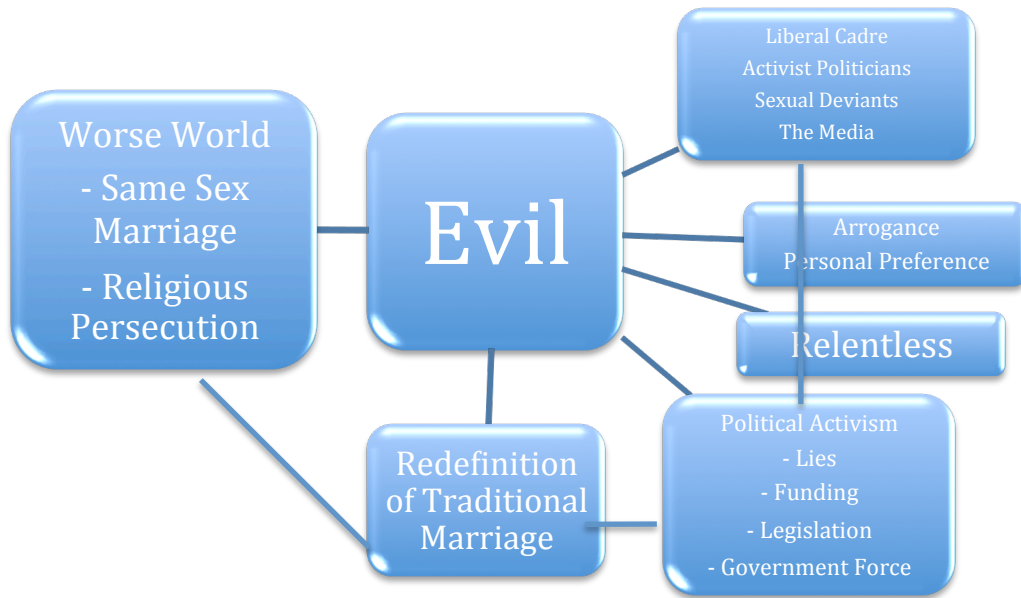 Liberal Cadre
Activist Politicians
Sexual Deviants
The Media
Worse World
- Same Sex
Marriage
- Religious
Persecution
Evil
Arrogance
Personal Preference
Relentless
Redefinition
of Traditional
Marriage
Political Activism
- Lies
- Funding
- Legislation
- Government Force